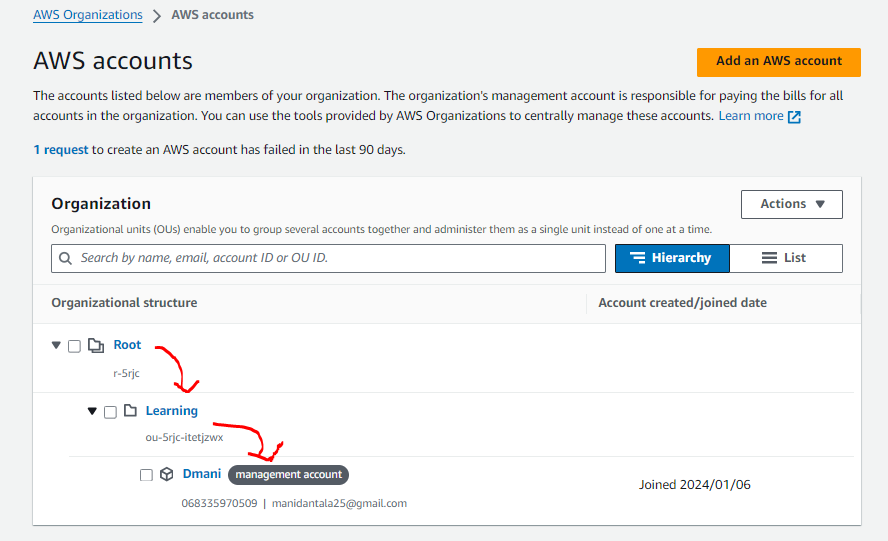 AWS Organizations > AWS accounts
AWS accounts
Add an AWS account
The accounts listed below are members of your organization. The organization's management account is responsible for paying the bills for all
accounts in the organization. You can use the tools provided by AWS Organizations to centrally manage these accounts. Learn more
1 request to create an AWS account has failed in the last 90 days.
Organization
Actions
Organizational units (OUs) enable you to group several accounts together and administer them as a single unit instead of one at a time.
Search by name, email, account ID or OU ID.
Hierarchy
List
Organizational structure
Account created/joined date
Root
r-5rjc
Learning
ou-5rjc-itetjzwx
Dmani management account
Joined 2024/01/06
068335970509 | manidantala25@gmail.com